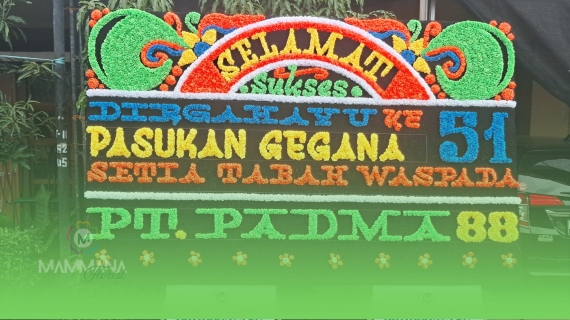 SELAMAT
& Sukses
DIRGAHAYU KE 51
PASUKAN GEGANA
SETIA TABAH WASPADA
PT. PADMA 88
M
MAMMANA